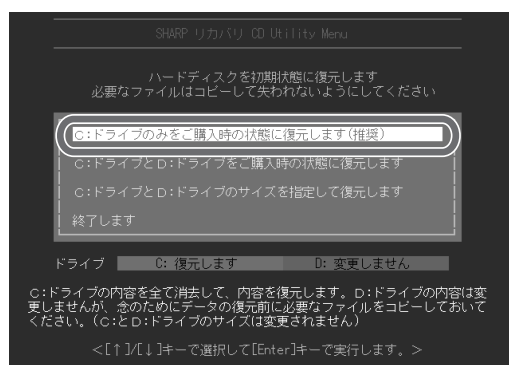 SHARP リカバリ CD Utility Menu
ハードディスクを初期状態に復元します
必要なファイルはコピーして失われないようにしてください
C:ドライブのみをご購入時の状態に復元します(推奨)
C:ドライブとD:ドライブをご購入時の状態に復元します
C:ドライブとD:ドライブのサイズを指定して復元します
終了します
ドライブ C: 復元します D: 変更しません
C:ドライブの内容を全て消去して、内容を復元します。D:ドライブの内容は変
更しませんが、念のためにデータの復元前に必要なファイルをコピーしておいて
ください。(C:とD:ドライブのサイズは変更されません)
<[↑]/[↓]キーで選択して[Enter]キーで実行します。>